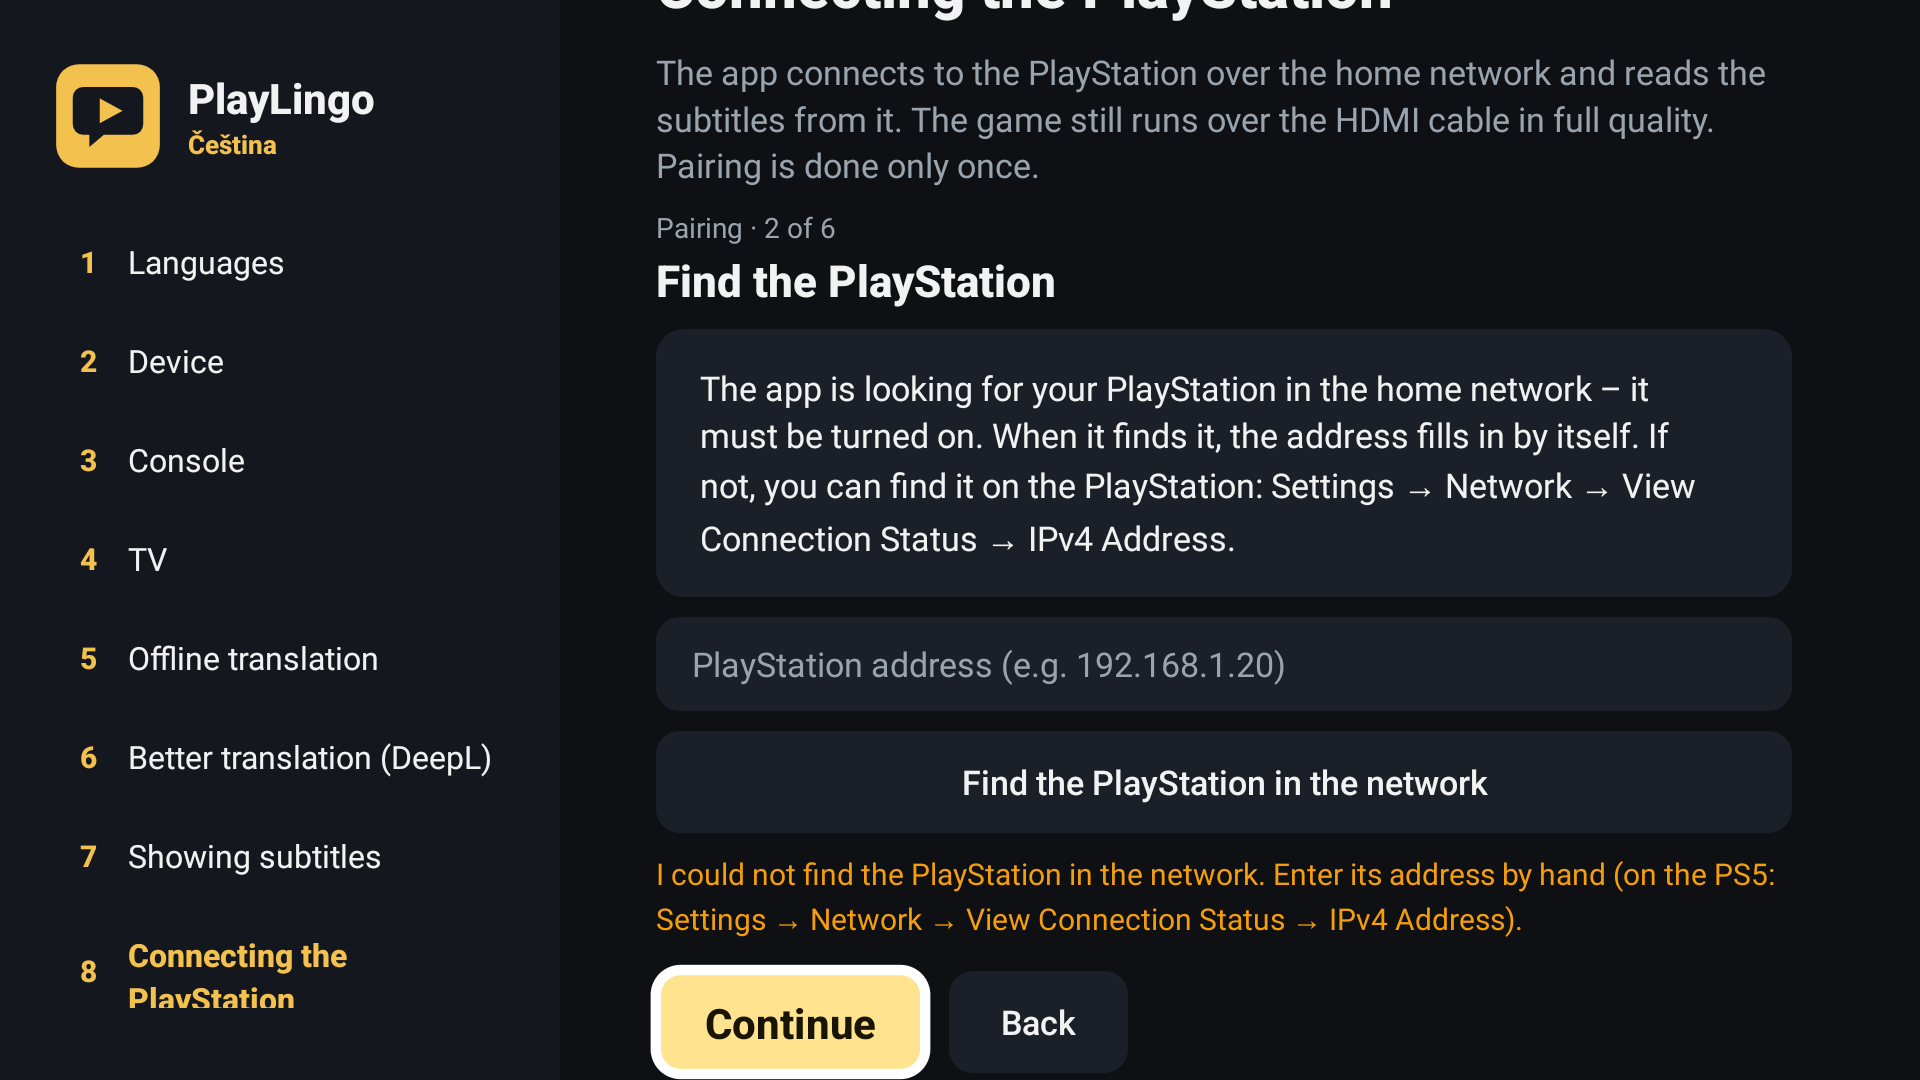 Connecting the PlayStation
PlayLingo
Čeština
1 Languages
2 Device
3 Console
4 TV
5 Offline translation
6 Better translation (DeepL)
7 Showing subtitles
8 Connecting the
PlayStation
The app connects to the PlayStation over the home network and reads the
subtitles from it. The game still runs over the HDMI cable in full quality.
Pairing is done only once.
Pairing · 2 of 6
Find the PlayStation
The app is looking for your PlayStation in the home network – it
must be turned on. When it finds it, the address fills in by itself. If
not, you can find it on the PlayStation: Settings → Network → View
Connection Status → IPv4 Address.
PlayStation address (e.g. 192.168.1.20)
Find the PlayStation in the network
I could not find the PlayStation in the network. Enter its address by hand (on the PS5:
Settings → Network → View Connection Status → IPv4 Address).
Continue
Back